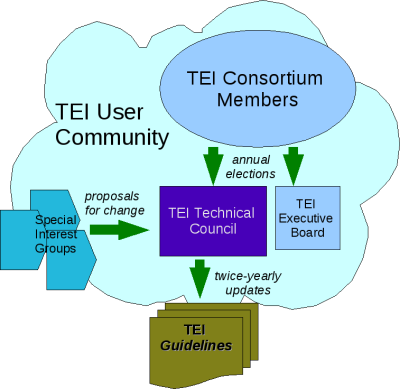 TEI Consortium
Members
TEI User
Community
annual
elections
proposals
for change
TEI Technical
Council
TEI
Executive
Board
Special
Interest
Groups
twice-yearly
updates
TEI
Guidelines